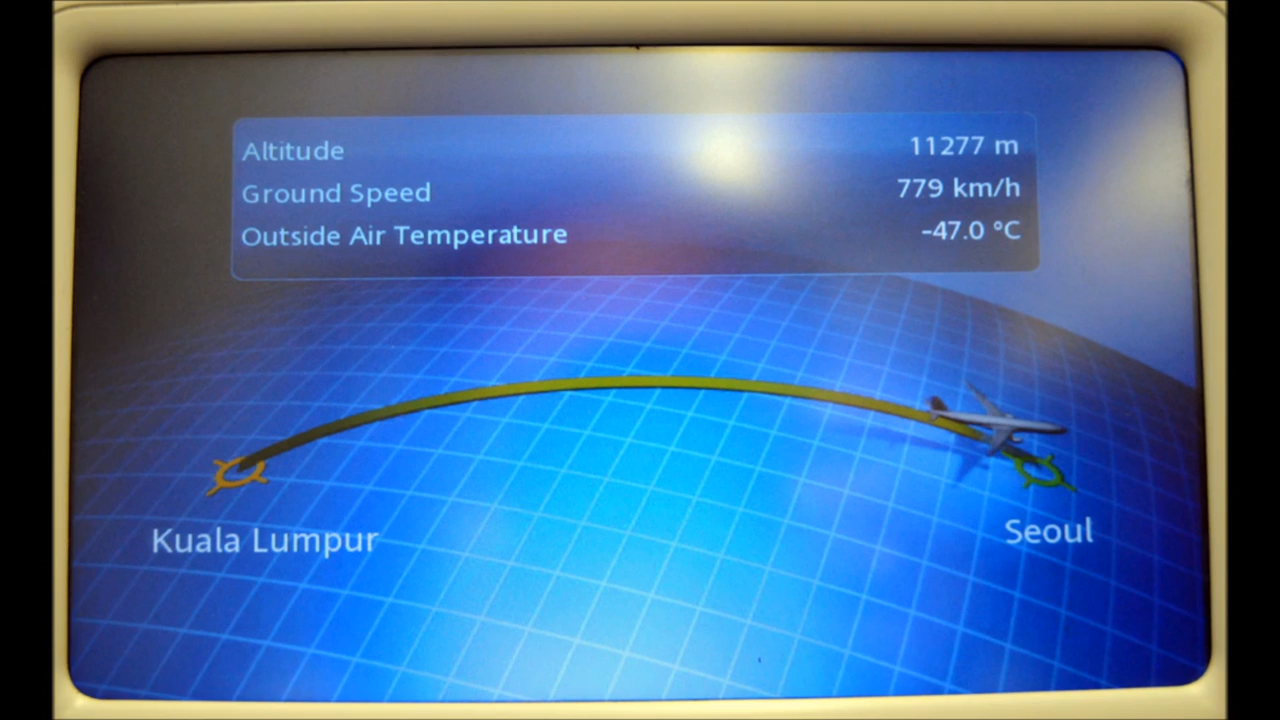 Altitude 11277 m
Ground Speed 779 km/h
Outside Air Temperature -47.0 °C
Kuala Lumpur
Seoul